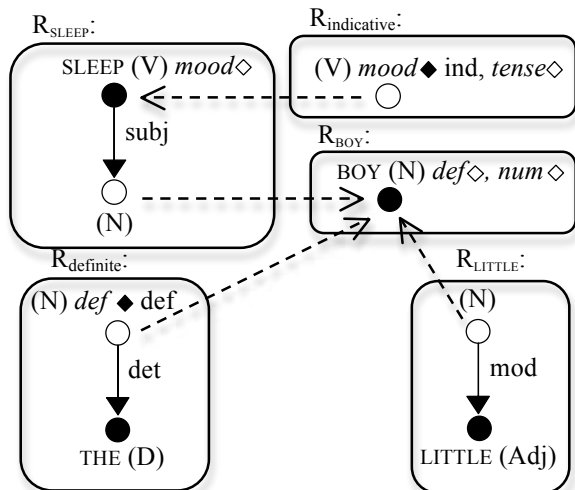 R_SLEEP:
SLEEP (V) mood◇
subj
(N)
R_indicative:
(V) mood◆ ind, tense◇
R_BOY:
BOY (N) def◇, num◇
R_definite:
(N) def ◆ def
det
THE (D)
R_LITTLE:
(N)
mod
LITTLE (Adj)